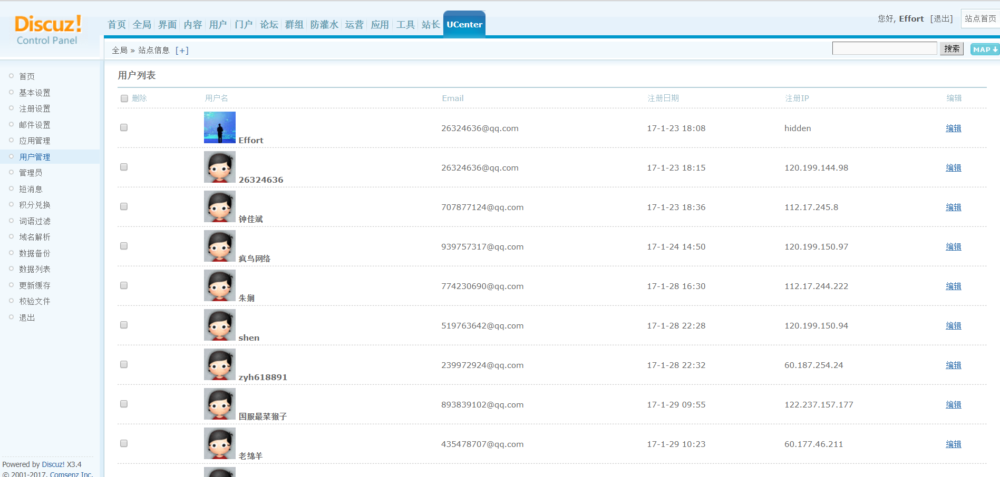 Discuz!
Control Panel
首页 全局 界面 内容 用户 门户 论坛 群组 防灌水 运营 应用 工具 站长 UCenter
您好, Effort [退出] 站点首页
全局 » 站点信息 [+]
搜索 MAP
首页
基本设置
注册设置
邮件设置
应用管理
用户管理
管理员
短消息
积分兑换
词语过滤
域名解析
数据备份
数据列表
更新缓存
校验文件
退出
Powered by Discuz! X3.4
© 2001-2017, Comsenz Inc.
用户列表
删除 用户名 Email 注册日期 注册IP 编辑
Effort 26324636@qq.com 17-1-23 18:08 hidden 编辑
26324636 26324636@qq.com 17-1-23 18:15 120.199.144.98 编辑
钟佳斌 707877124@qq.com 17-1-23 18:36 112.17.245.8 编辑
疯鸟网络 939757317@qq.com 17-1-24 14:50 120.199.150.97 编辑
朱娴 774230690@qq.com 17-1-28 16:30 112.17.244.222 编辑
shen 519763642@qq.com 17-1-28 22:28 120.199.150.94 编辑
zyh618891 239972924@qq.com 17-1-28 22:32 60.187.254.24 编辑
国服最菜猴子 893839102@qq.com 17-1-29 09:55 122.237.157.177 编辑
老绵羊 435478707@qq.com 17-1-29 10:23 60.177.46.211 编辑